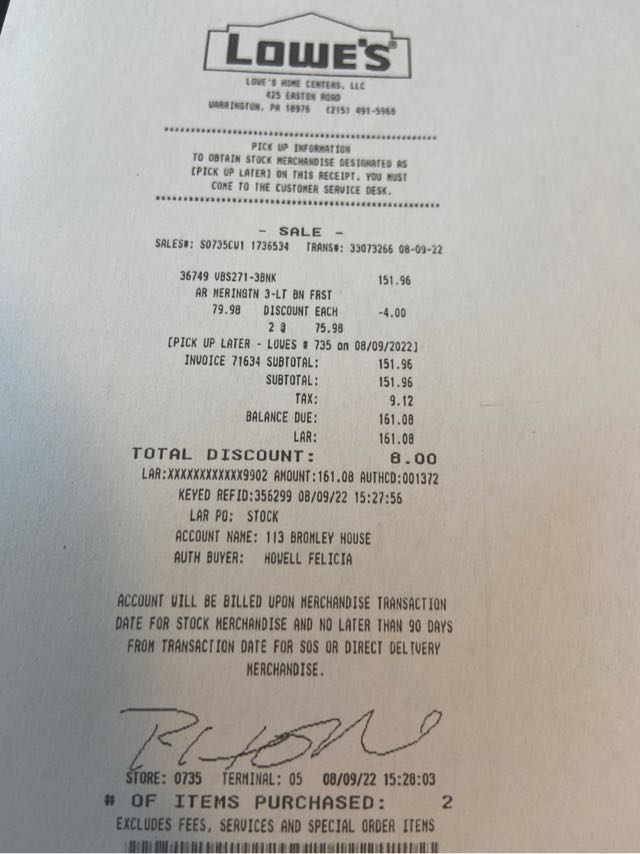 LOWE'S®
LOWE'S HOME CENTERS, LLC
425 EASTON ROAD
WARRINGTON, PA 18976 (215) 491-5968
PICK UP INFORMATION
TO OBTAIN STOCK MERCHANDISE DESIGNATED AS
[PICK UP LATER] ON THIS RECEIPT, YOU MUST
COME TO THE CUSTOMER SERVICE DESK.
- SALE -
SALES#: S0735CW1 1736534 TRANS#: 33073266 08-09-22
36749 VBS271-3BNK 151.96
AR MERINGTN 3-LT BN FRST
79.98 DISCOUNT EACH -4.00
2 @ 75.98
[PICK UP LATER - LOWES # 735 on 08/09/2022]
INVOICE 71634 SUBTOTAL: 151.96
SUBTOTAL: 151.96
TAX: 9.12
BALANCE DUE: 161.08
LAR: 161.08
TOTAL DISCOUNT: 8.00
LAR:XXXXXXXXXXXX9902 AMOUNT:161.08 AUTHCD:001372
KEYED REFID:356299 08/09/22 15:27:56
LAR PO: STOCK
ACCOUNT NAME: 113 BROMLEY HOUSE
AUTH BUYER: HOWELL FELICIA
ACCOUNT WILL BE BILLED UPON MERCHANDISE TRANSACTION
DATE FOR STOCK MERCHANDISE AND NO LATER THAN 90 DAYS
FROM TRANSACTION DATE FOR SOS OR DIRECT DELIVERY
MERCHANDISE.
STORE: 0735 TERMINAL: 05 08/09/22 15:28:03
# OF ITEMS PURCHASED: 2
EXCLUDES FEES, SERVICES AND SPECIAL ORDER ITEMS